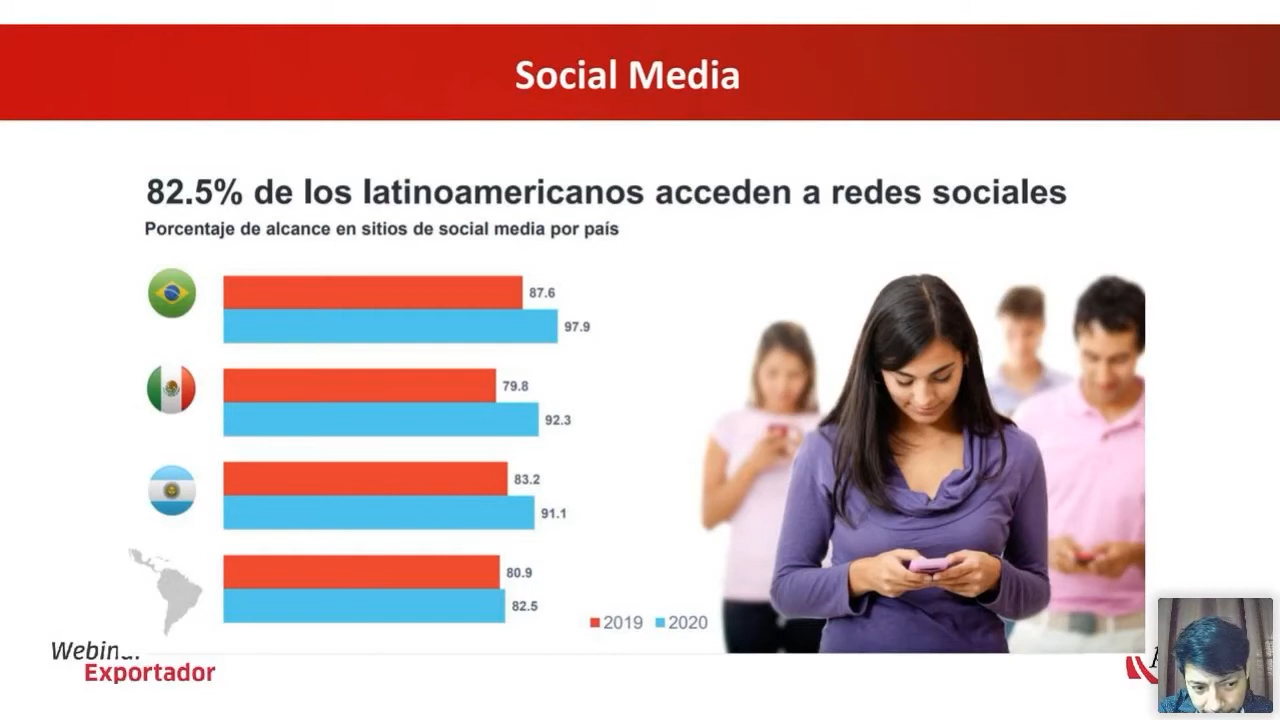 Social Media
82.5% de los latinoamericanos acceden a redes sociales
Porcentaje de alcance en sitios de social media por país
87.6
97.9
79.8
92.3
83.2
91.1
80.9
82.5
2019 2020
Webinar
Exportador